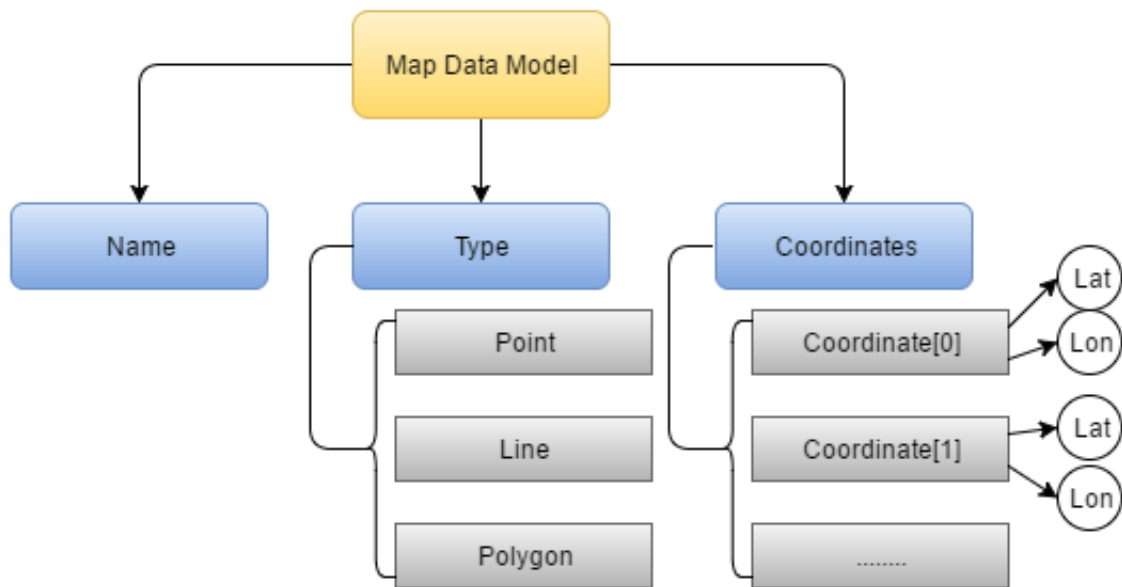 Map Data Model
Name
Type
Coordinates
Point
Line
Polygon
Coordinate[0]
Lat
Lon
Coordinate[1]
Lat
Lon
........